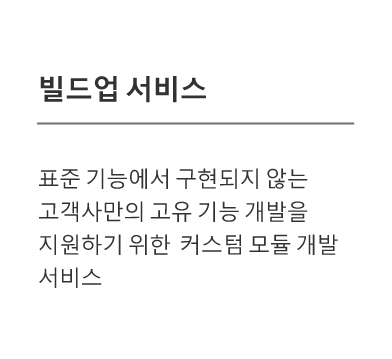 빌드업 서비스
표준 기능에서 구현되지 않는
고객사만의 고유 기능 개발을
지원하기 위한 커스텀 모듈 개발
서비스